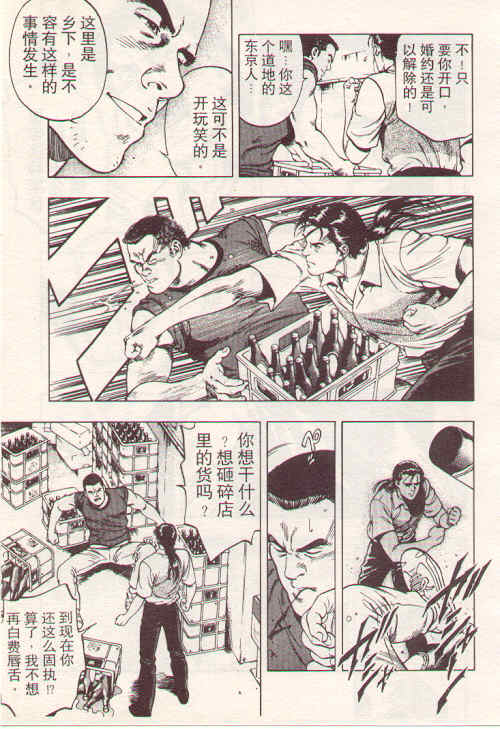 不！只
要你开口，
婚约还是可
以解除的！
嘿…你这
个道地的
东京人…
这可不是
开玩笑的。
这里是
乡下，是不
容有这样的
事情发生。
ペ
你想干什么
？想砸碎店
里的货吗？
到现在你
还这么固执!?
算了，我不想
再白费唇舌。